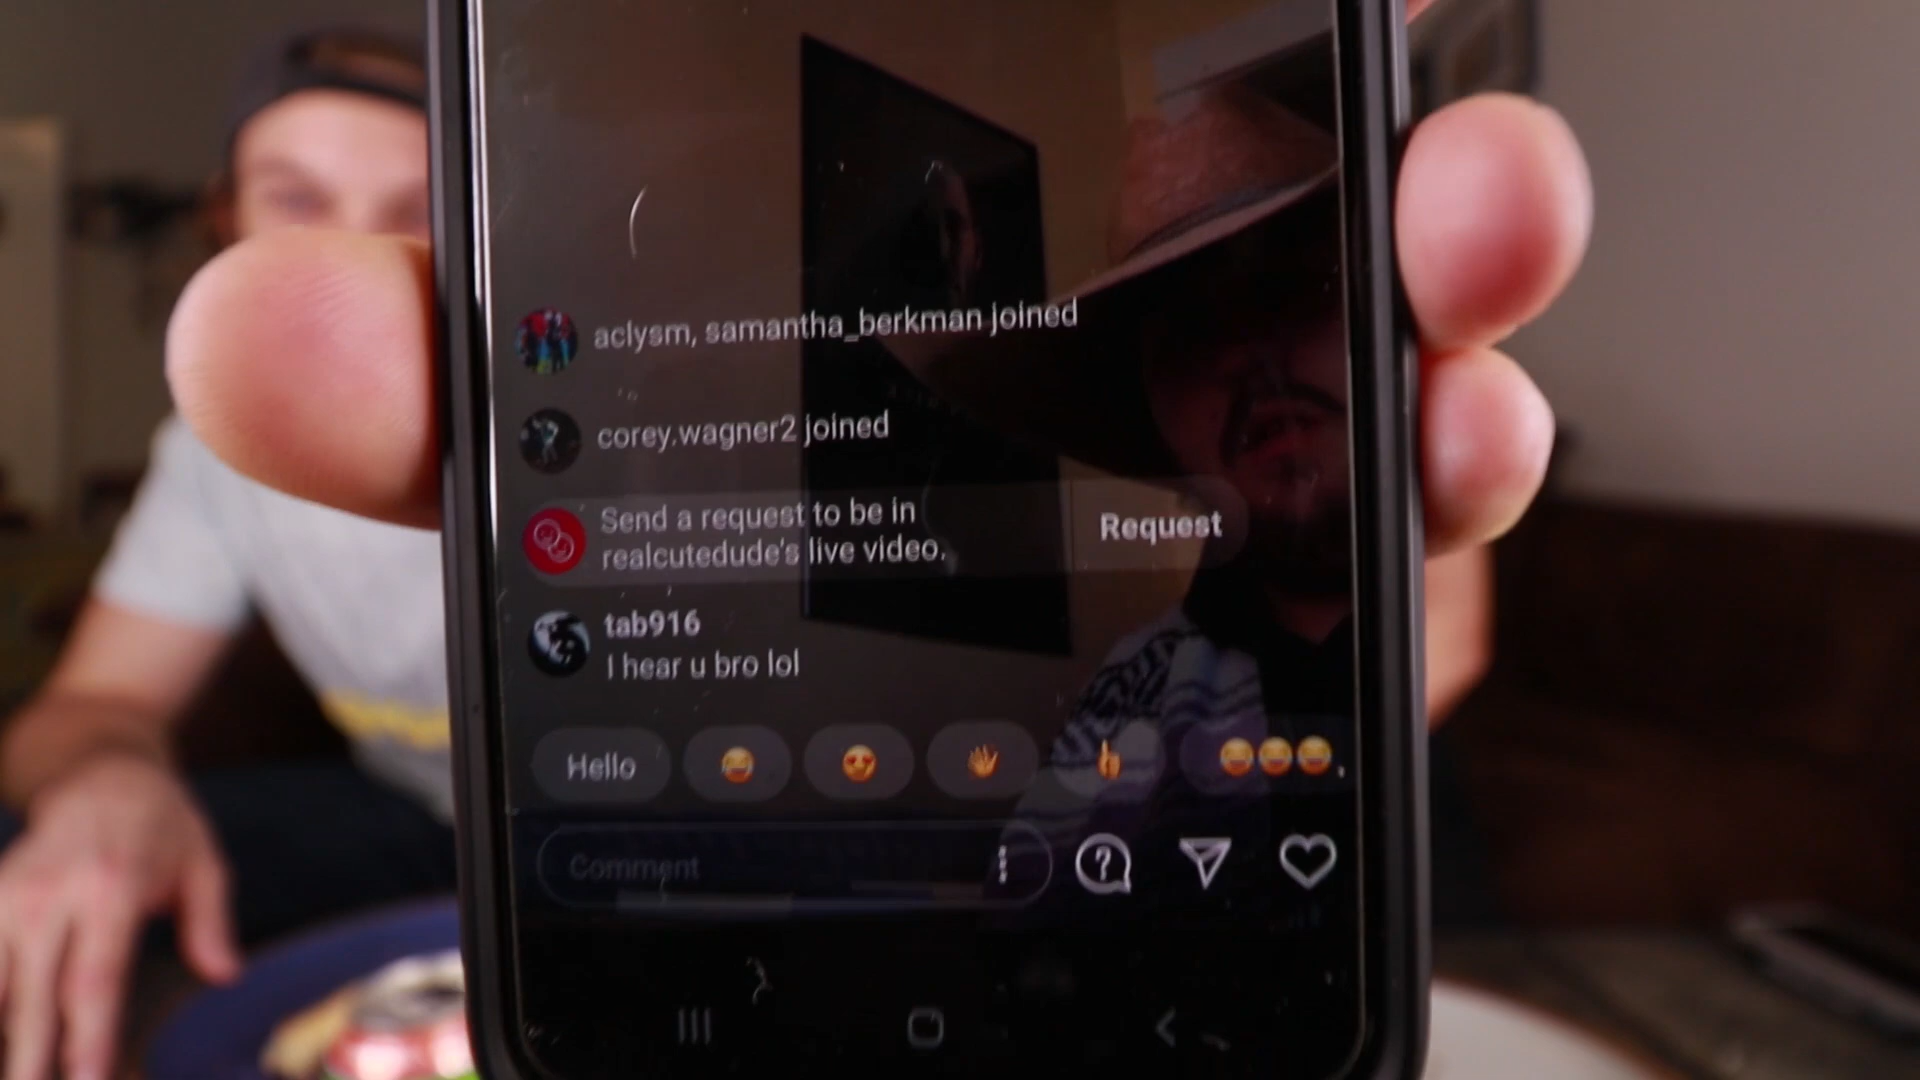 aclysm, samantha_berkman joined
corey.wagner2 joined
Send a request to be in
realcutedude's live video.
Request
tab916
I hear u bro lol
Hello
Comment